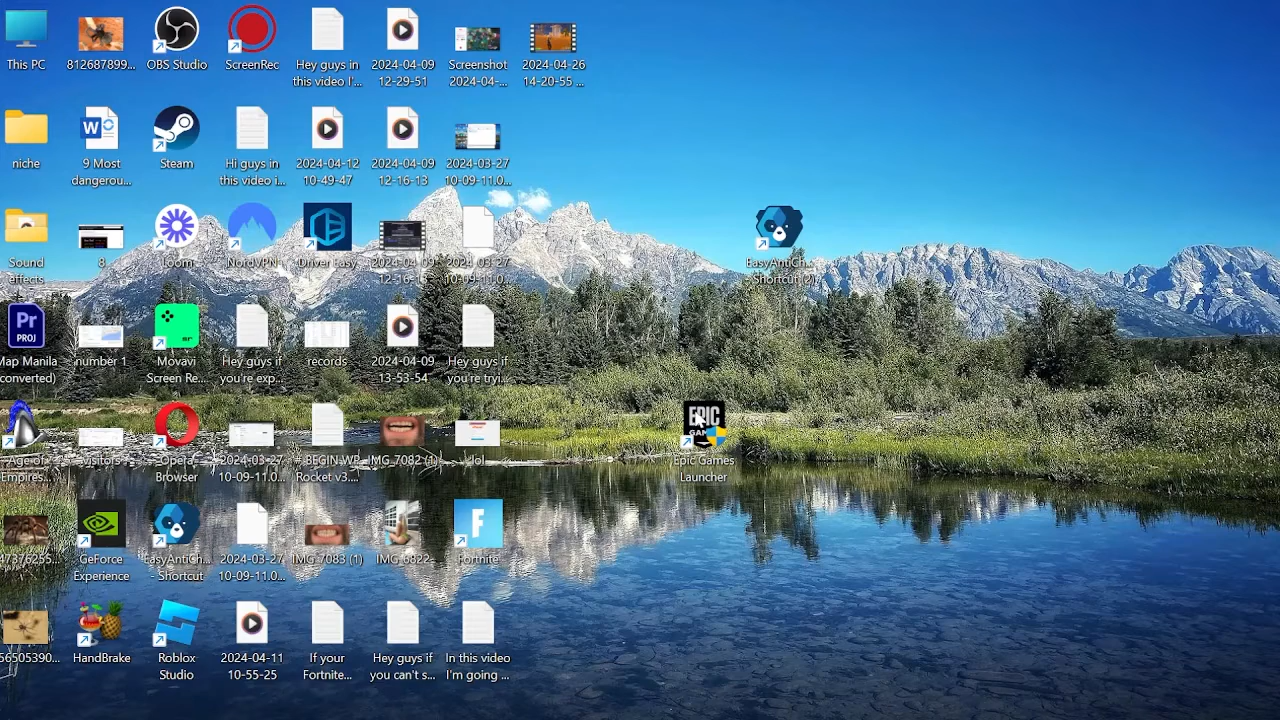 This PC
812687899...
OBS Studio
ScreenRec
Hey guys in
this video I'...
2024-04-09
12-29-51
Screenshot
2024-04-...
2024-04-26
14-20-55 ...
niche
W
9 Most
dangerou...
Steam
Hi guys in
this video i...
2024-04-12
10-49-47
2024-04-09
12-16-13
2024-03-27
10-09-11.0...
Sound
effects
8
Loom
NordVPN
Driver Easy
2024-04-09
12-16-13
2024-03-27
10-09-11.0...
EasyAntiCh...
- Shortcut (2)
Pr
PROJ
Map Manila
(converted)
number 1
Movavi
Screen Re...
Hey guys if
you're exp...
records
2024-04-09
13-53-54
Hey guys if
you're tryi...
Age of
Empires...
visitors
Opera
Browser
2024-03-27
10-09-11.0...
#_BEGIN WP
Rocket v3....
IMG_7082 (1)
lol
EPIC
GAMES
Epic Games
Launcher
47376255...
GeForce
Experience
EasyAntiCh...
- Shortcut
2024-03-27
10-09-11.0...
IMG_7083 (1)
IMG_6822
F
Fortnite
56505390...
HandBrake
Roblox
Studio
2024-04-11
10-55-25
If your
Fortnite...
Hey guys if
you can't s...
In this video
I'm going ...